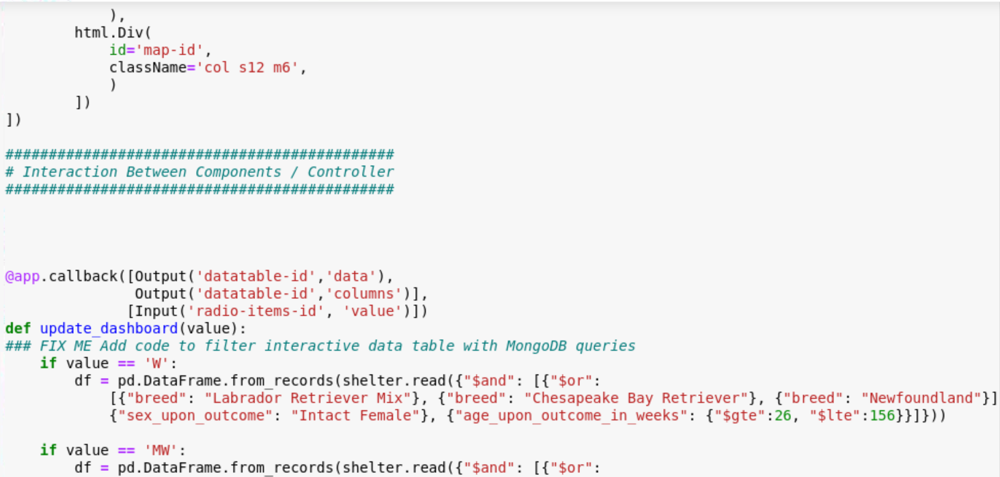 ),
        html.Div(
            id='map-id',
            className='col s12 m6',
            )
        ])
])
#############################################
# Interaction Between Components / Controller
#############################################
@app.callback([Output('datatable-id','data'),
               Output('datatable-id','columns')],
              [Input('radio-items-id', 'value')])
def update_dashboard(value):
### FIX ME Add code to filter interactive data table with MongoDB queries
    if value == 'W':
        df = pd.DataFrame.from_records(shelter.read({"$and": [{"$or":
            [{"breed": "Labrador Retriever Mix"}, {"breed": "Chesapeake Bay Retriever"}, {"breed": "Newfoundland"}]
            {"sex_upon_outcome": "Intact Female"}, {"age_upon_outcome_in_weeks": {"$gte":26, "$lte":156}}]}))
    if value == 'MW':
        df = pd.DataFrame.from_records(shelter.read({"$and": [{"$or":